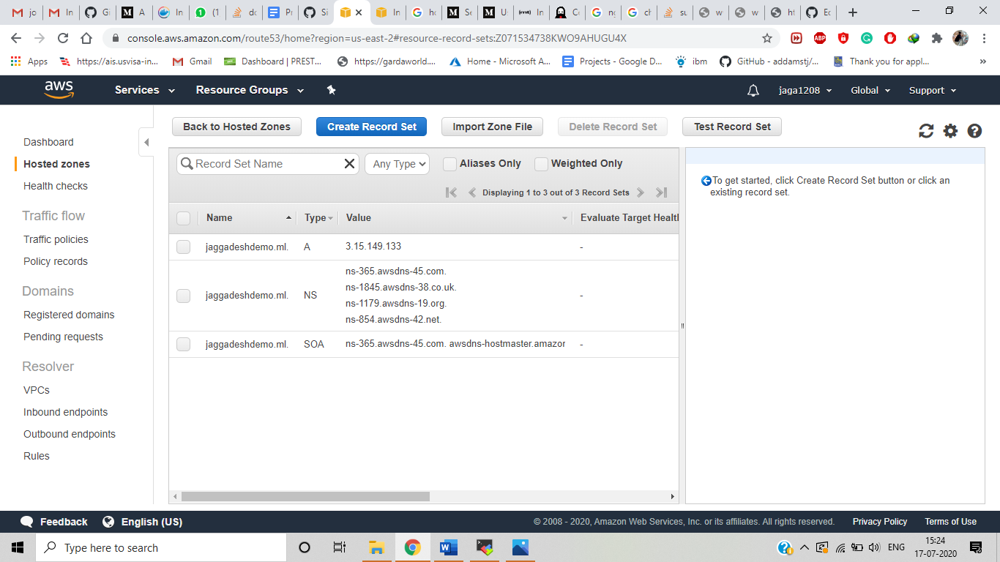 jo
In
Gi
A
In
(1
do
Pr
Si
In
ho
Se
U:
In
Co
ng
ch
su
w
w
ht
Ec
console.aws.amazon.com/route53/home?region=us-east-2#resource-record-sets:Z071534738KWO9AHUGU4X
Apps
https://ais.usvisa-in...
Gmail
Dashboard | PREST...
https://gardaworld....
Home - Microsoft A...
Projects - Google D...
ibm
GitHub - addamstj/...
Thank you for appl...
»
aws
Services
Resource Groups
jaga1208
Global
Support
Back to Hosted Zones
Create Record Set
Import Zone File
Delete Record Set
Test Record Set
Dashboard
Hosted zones
Health checks
Traffic flow
Traffic policies
Policy records
Domains
Registered domains
Pending requests
Resolver
VPCs
Inbound endpoints
Outbound endpoints
Rules
Record Set Name
Any Type
Aliases Only
Weighted Only
Displaying 1 to 3 out of 3 Record Sets
Name Type Value Evaluate Target Health
jaggadeshdemo.ml. A 3.15.149.133 -
ns-365.awsdns-45.com.
ns-1845.awsdns-38.co.uk.
jaggadeshdemo.ml. NS -
ns-1179.awsdns-19.org.
ns-854.awsdns-42.net.
jaggadeshdemo.ml. SOA ns-365.awsdns-45.com. awsdns-hostmaster.amazor -
To get started, click Create Record Set button or click an
existing record set.
Feedback
English (US)
© 2008 - 2020, Amazon Web Services, Inc. or its affiliates. All rights reserved.
Privacy Policy
Terms of Use
Type here to search
ENG
15:24
17-07-2020